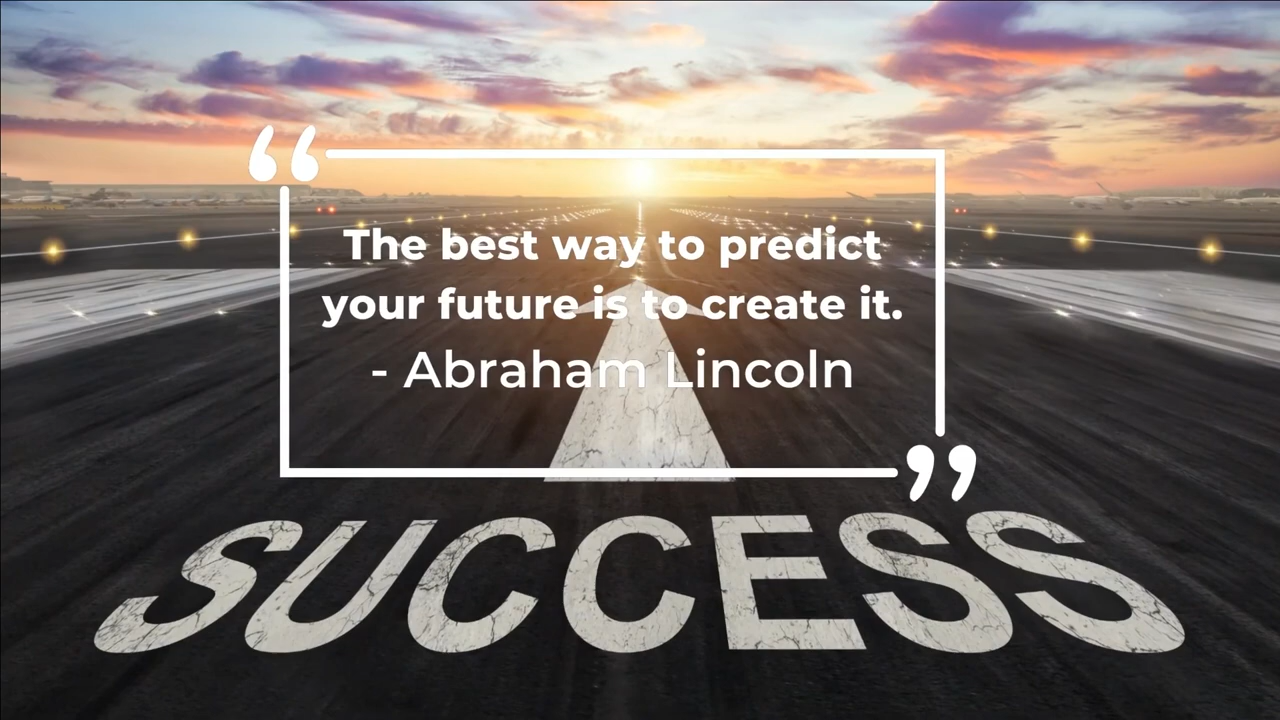 “
The best way to predict
your future is to create it.
- Abraham Lincoln
”
SUCCESS